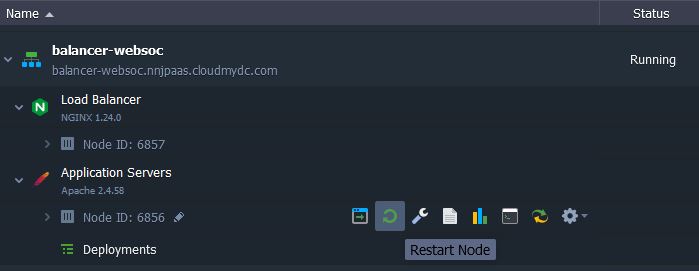 Name Status
balancer-websoc
balancer-websoc.nnjpaas.cloudmydc.com Running
Load Balancer
NGINX 1.24.0
Node ID: 6857
Application Servers
Apache 2.4.58
Node ID: 6856
Deployments Restart Node